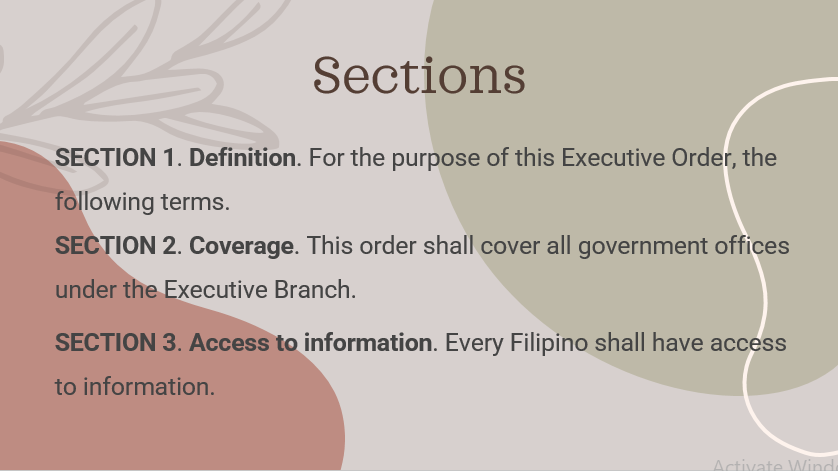 Sections
SECTION 1. Definition. For the purpose of this Executive Order, the
following terms.
SECTION 2. Coverage. This order shall cover all government offices
under the Executive Branch.
SECTION 3. Access to information. Every Filipino shall have access
to information.
Activate Wind